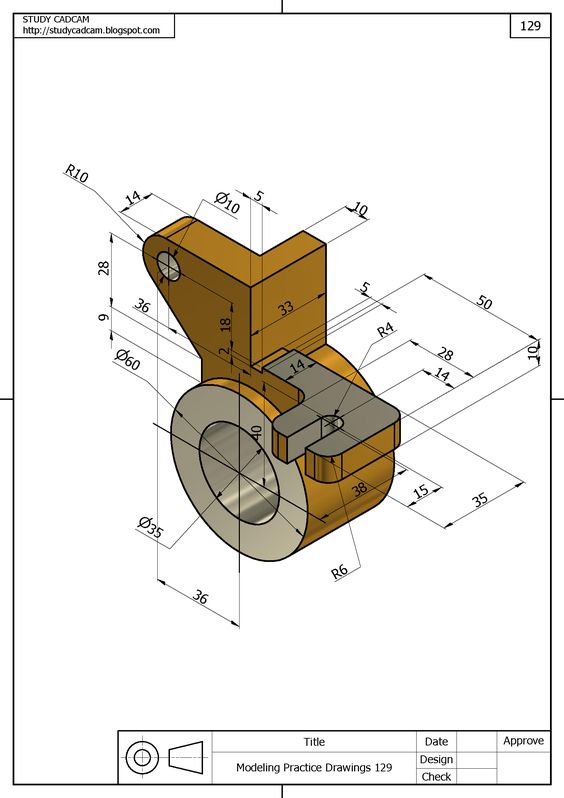 STUDY CADCAM
http://studycadcam.blogspot.com
129
R10
14
Ø10
5
10
28
36
33
5
50
9
18
R4
2
14
28
10
14
Ø60
40
38
15
35
Ø35
R6
36
Title
Date
Approve
Modeling Practice Drawings 129
Design
Check